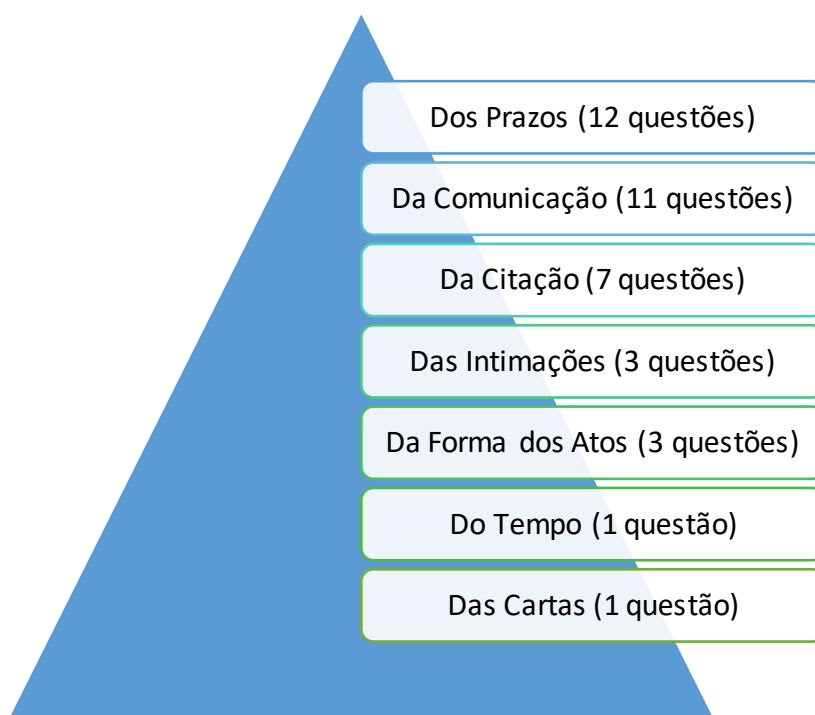 Dos Prazos (12 questões)
Da Comunicação (11 questões)
Da Citação (7 questões)
Das Intimações (3 questões)
Da Forma dos Atos (3 questões)
Do Tempo (1 questão)
Das Cartas (1 questão)